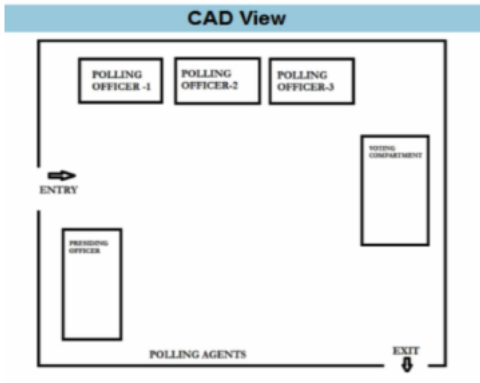 CAD View
POLLING
OFFICER -1
POLLING
OFFICER-2
POLLING
OFFICER-3
VOTING
COMPARTMENT
ENTRY
PRESIDING
OFFICER
POLLING AGENTS
EXIT